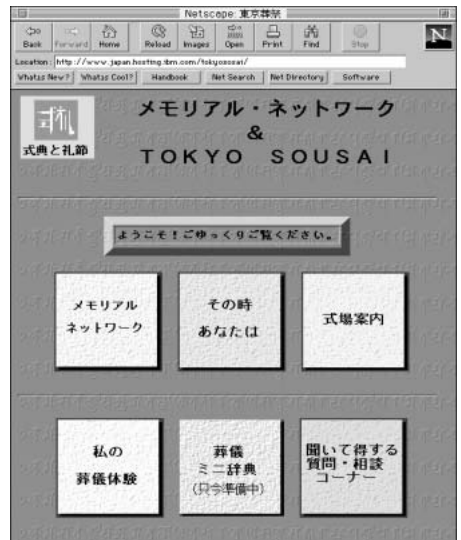 Netscape: 東京葬祭
Back Forward Home Reload Images Open Print Find Stop
N
Location: http://www.japan.hosting.ibm.com/tokyosousai/
What's New? What's Cool? Handbook Net Search Net Directory Software
式礼
式典と礼節
メモリアル・ネットワーク
&
TOKYO SOUSAI
ようこそ!ごゆっくりご覧ください。
メモリアル
ネットワーク
その時
あなたは
式場案内
私の
葬儀体験
葬儀
ミニ辞典
(只今準備中)
聞いて得する
質問・相談
コーナー